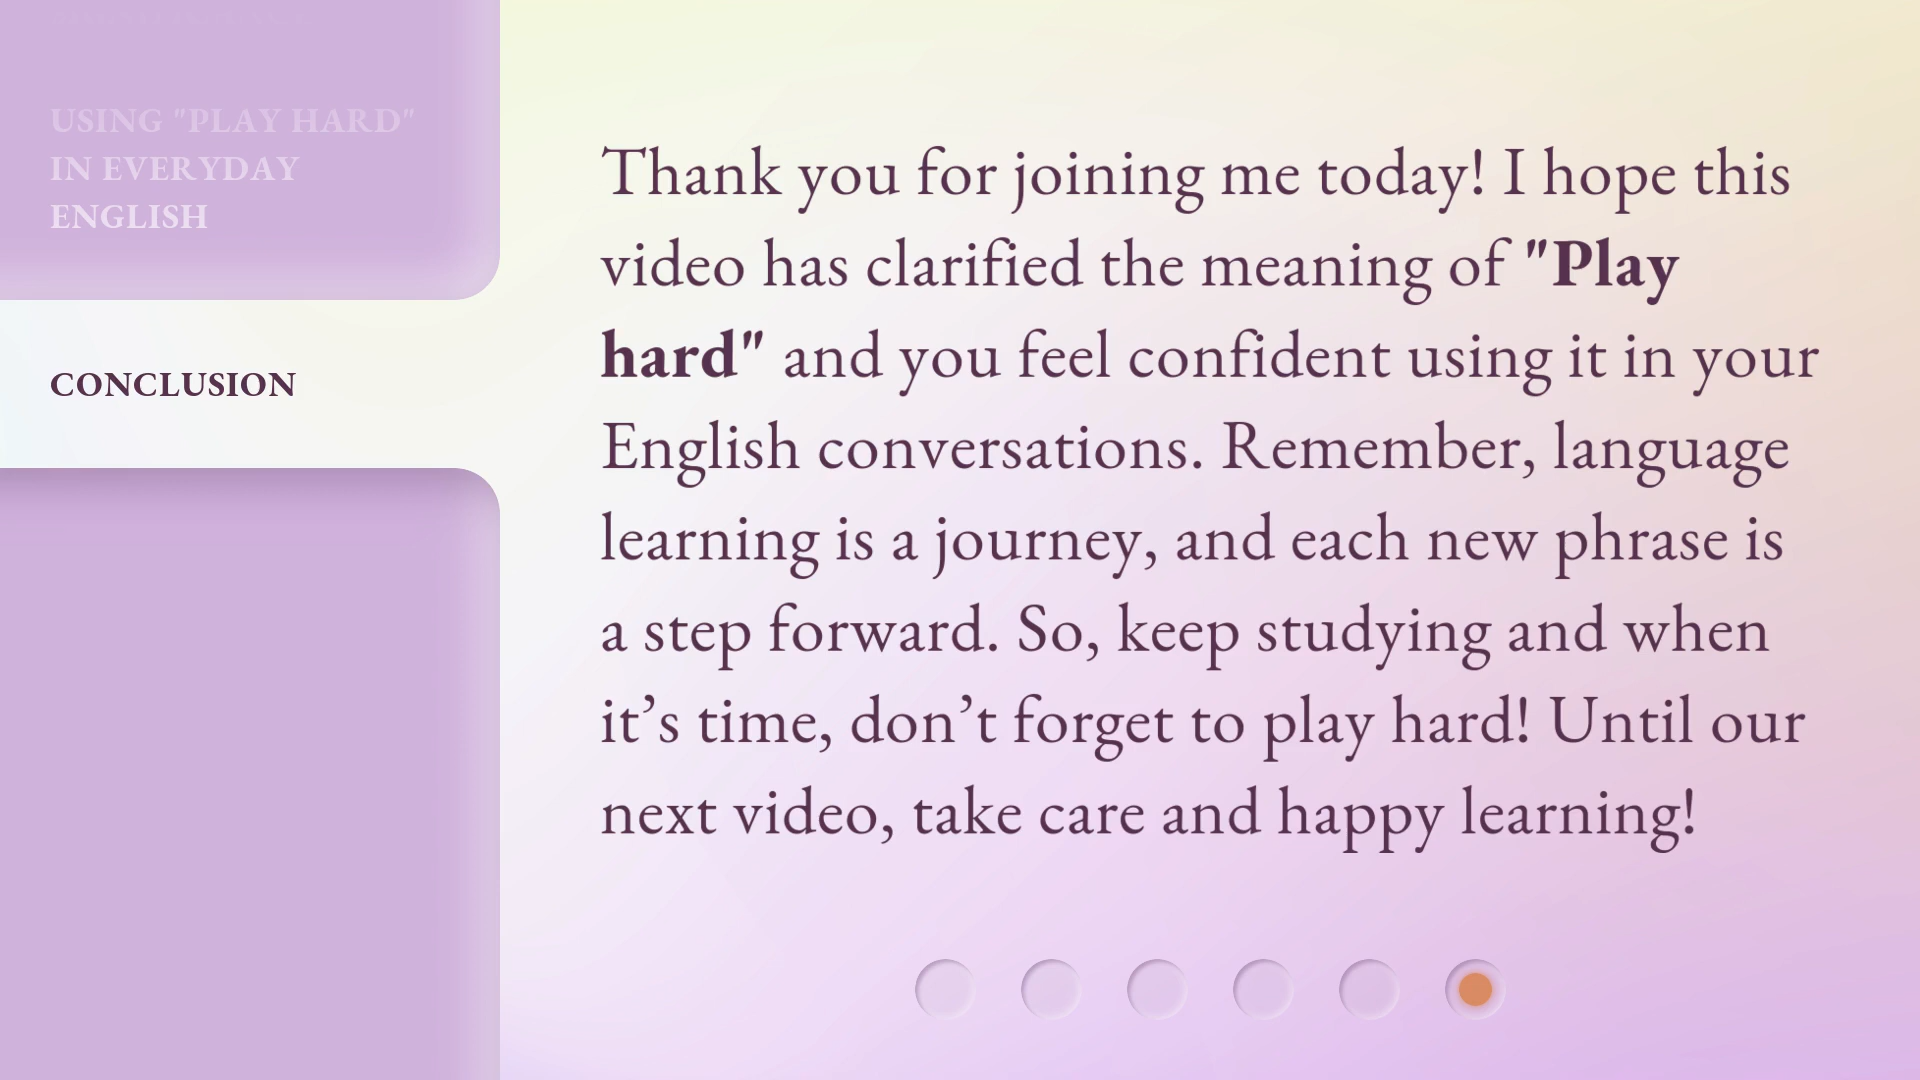 USING "PLAY HARD"
IN EVERYDAY
ENGLISH
CONCLUSION
Thank you for joining me today! I hope this
video has clarified the meaning of "Play
hard" and you feel confident using it in your
English conversations. Remember, language
learning is a journey, and each new phrase is
a step forward. So, keep studying and when
it’s time, don’t forget to play hard! Until our
next video, take care and happy learning!